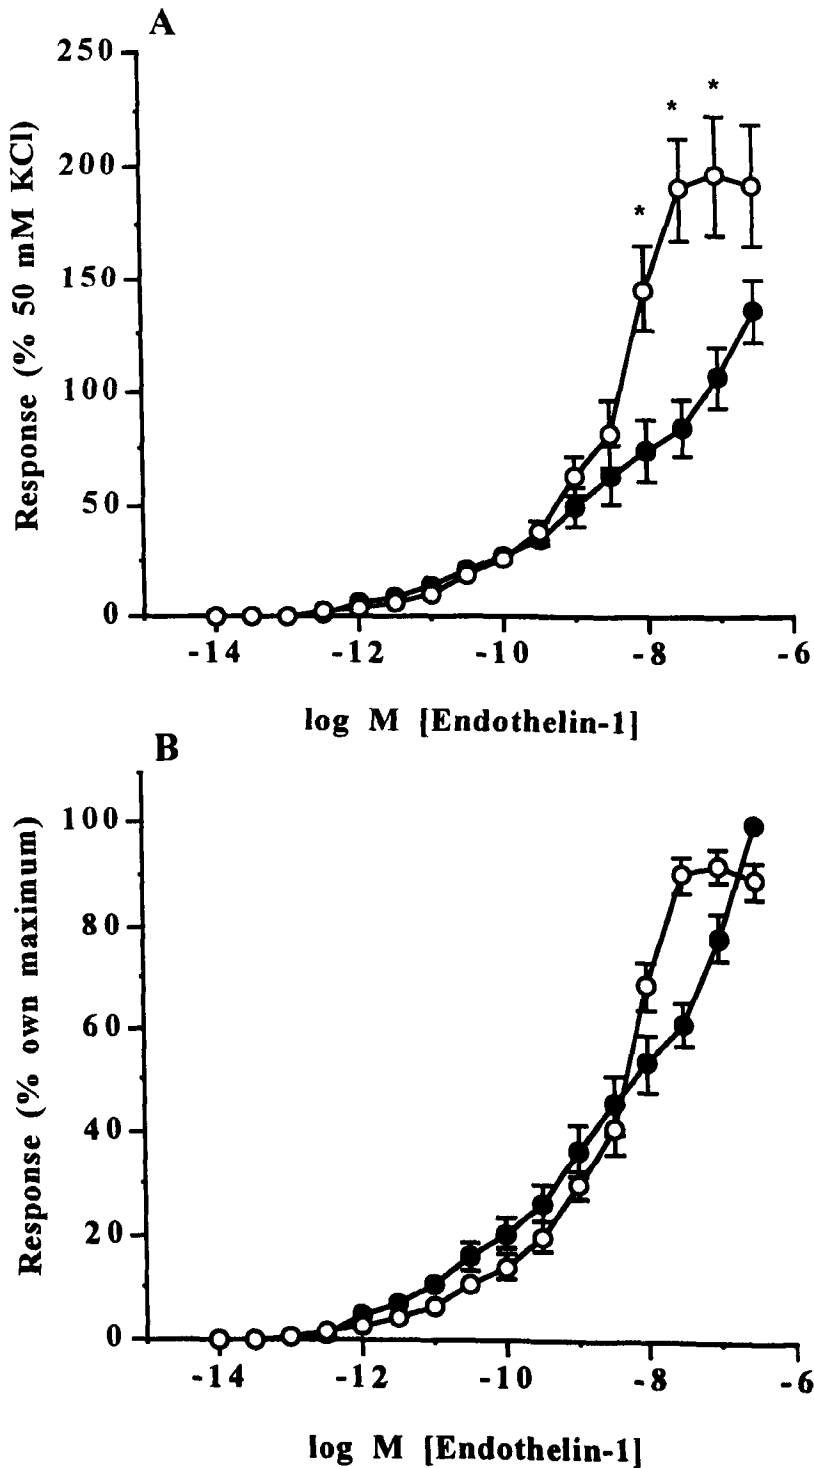 A
250
200
150
100
50
0
Response (% 50 mM KCl)
*
*
*
-14 -12 -10 -8 -6
log M [Endothelin-1]
B
100
80
60
40
20
0
Response (% own maximum)
-14 -12 -10 -8 -6
log M [Endothelin-1]